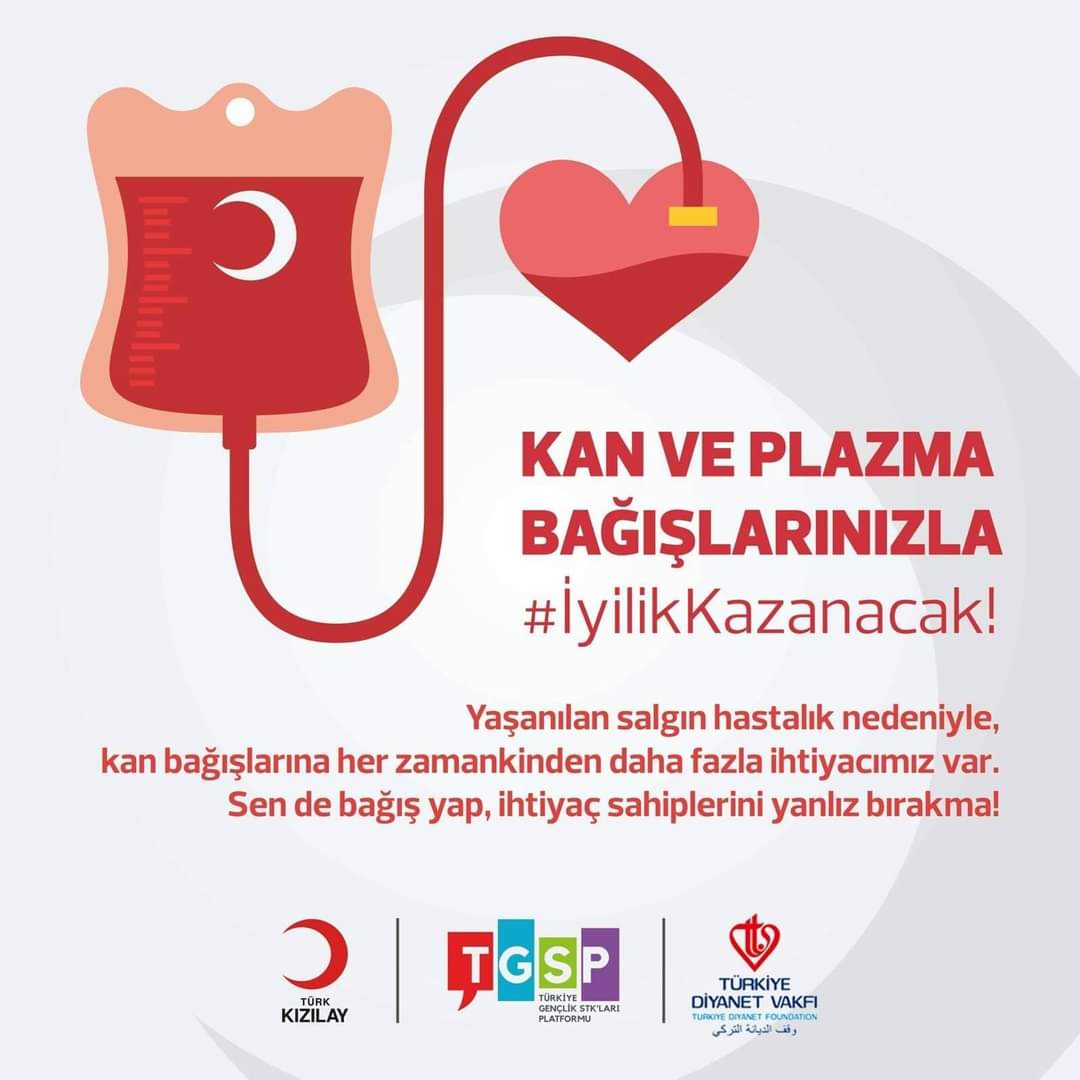 KAN VE PLAZMA
BAĞIŞLARINIZLA
#İyilikKazanacak!
Yaşanılan salgın hastalık nedeniyle,
kan bağışlarına her zamankinden daha fazla ihtiyacımız var.
Sen de bağış yap, ihtiyaç sahiplerini yanlız bırakma!
TÜRK
KIZILAY
TGSP
TÜRKİYE
GENÇLİK STK'LARI
PLATFORMU
TÜRKİYE
DİYANET VAKFI
TURKIYE DIYANET FOUNDATION
وقف الديانة التركي